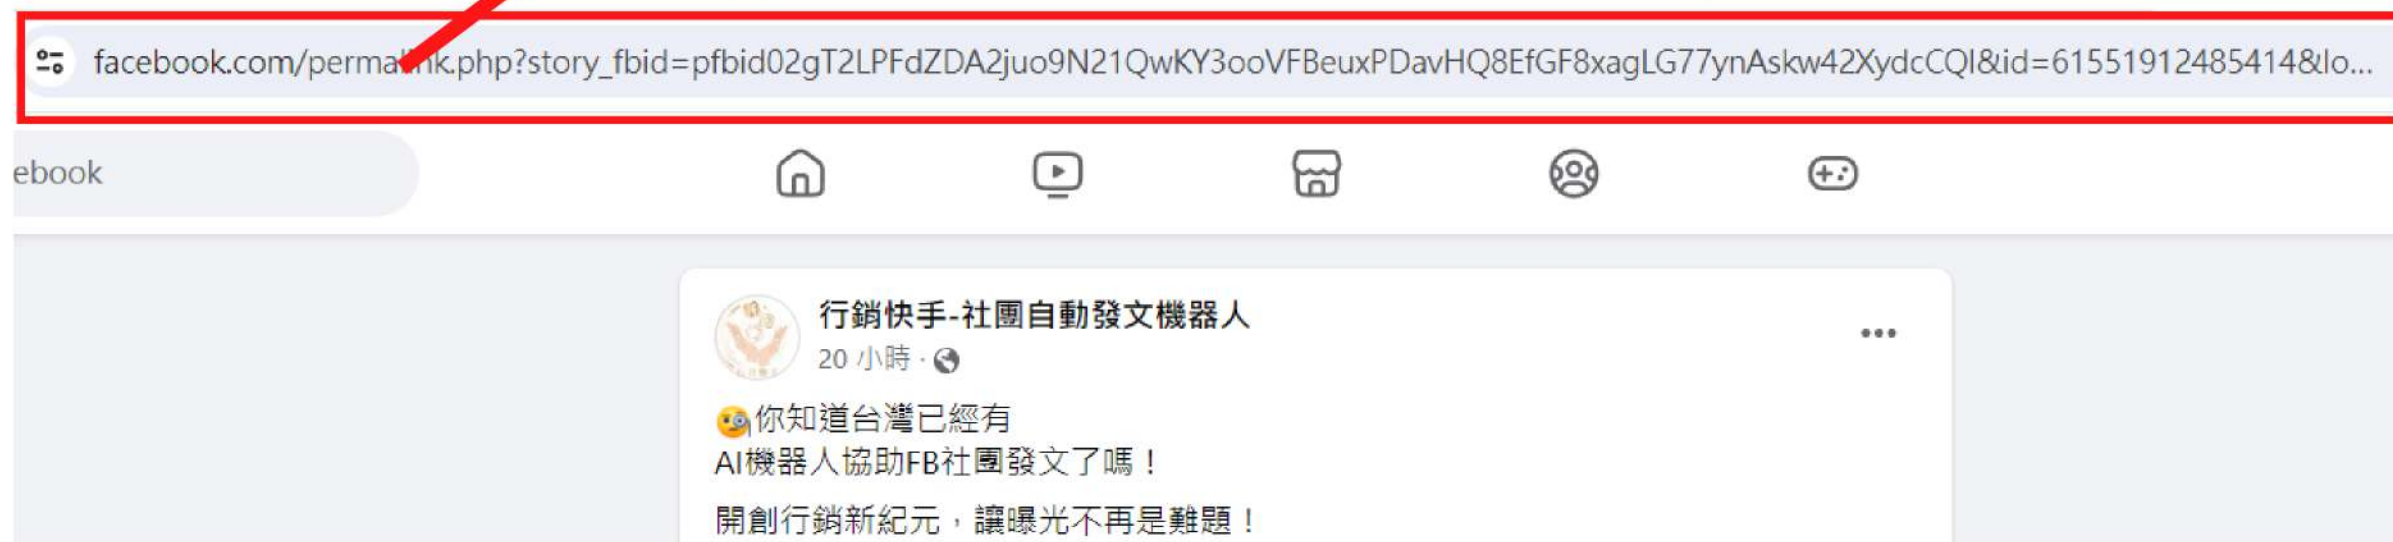 facebook.com/permalink.php?story_fbid=pfbid02gT2LPFdZDA2juo9N21QwKY3ooVFBeuxPDavHQ8EfGF8xagLG77ynAskw42XydcCQl&id=61551912485414&lo...
ebook
行銷快手-社團自動發文機器人
20 小時 ·
你知道台灣已經有
AI機器人協助FB社團發文了嗎！
開創行銷新紀元，讓曝光不再是難題！